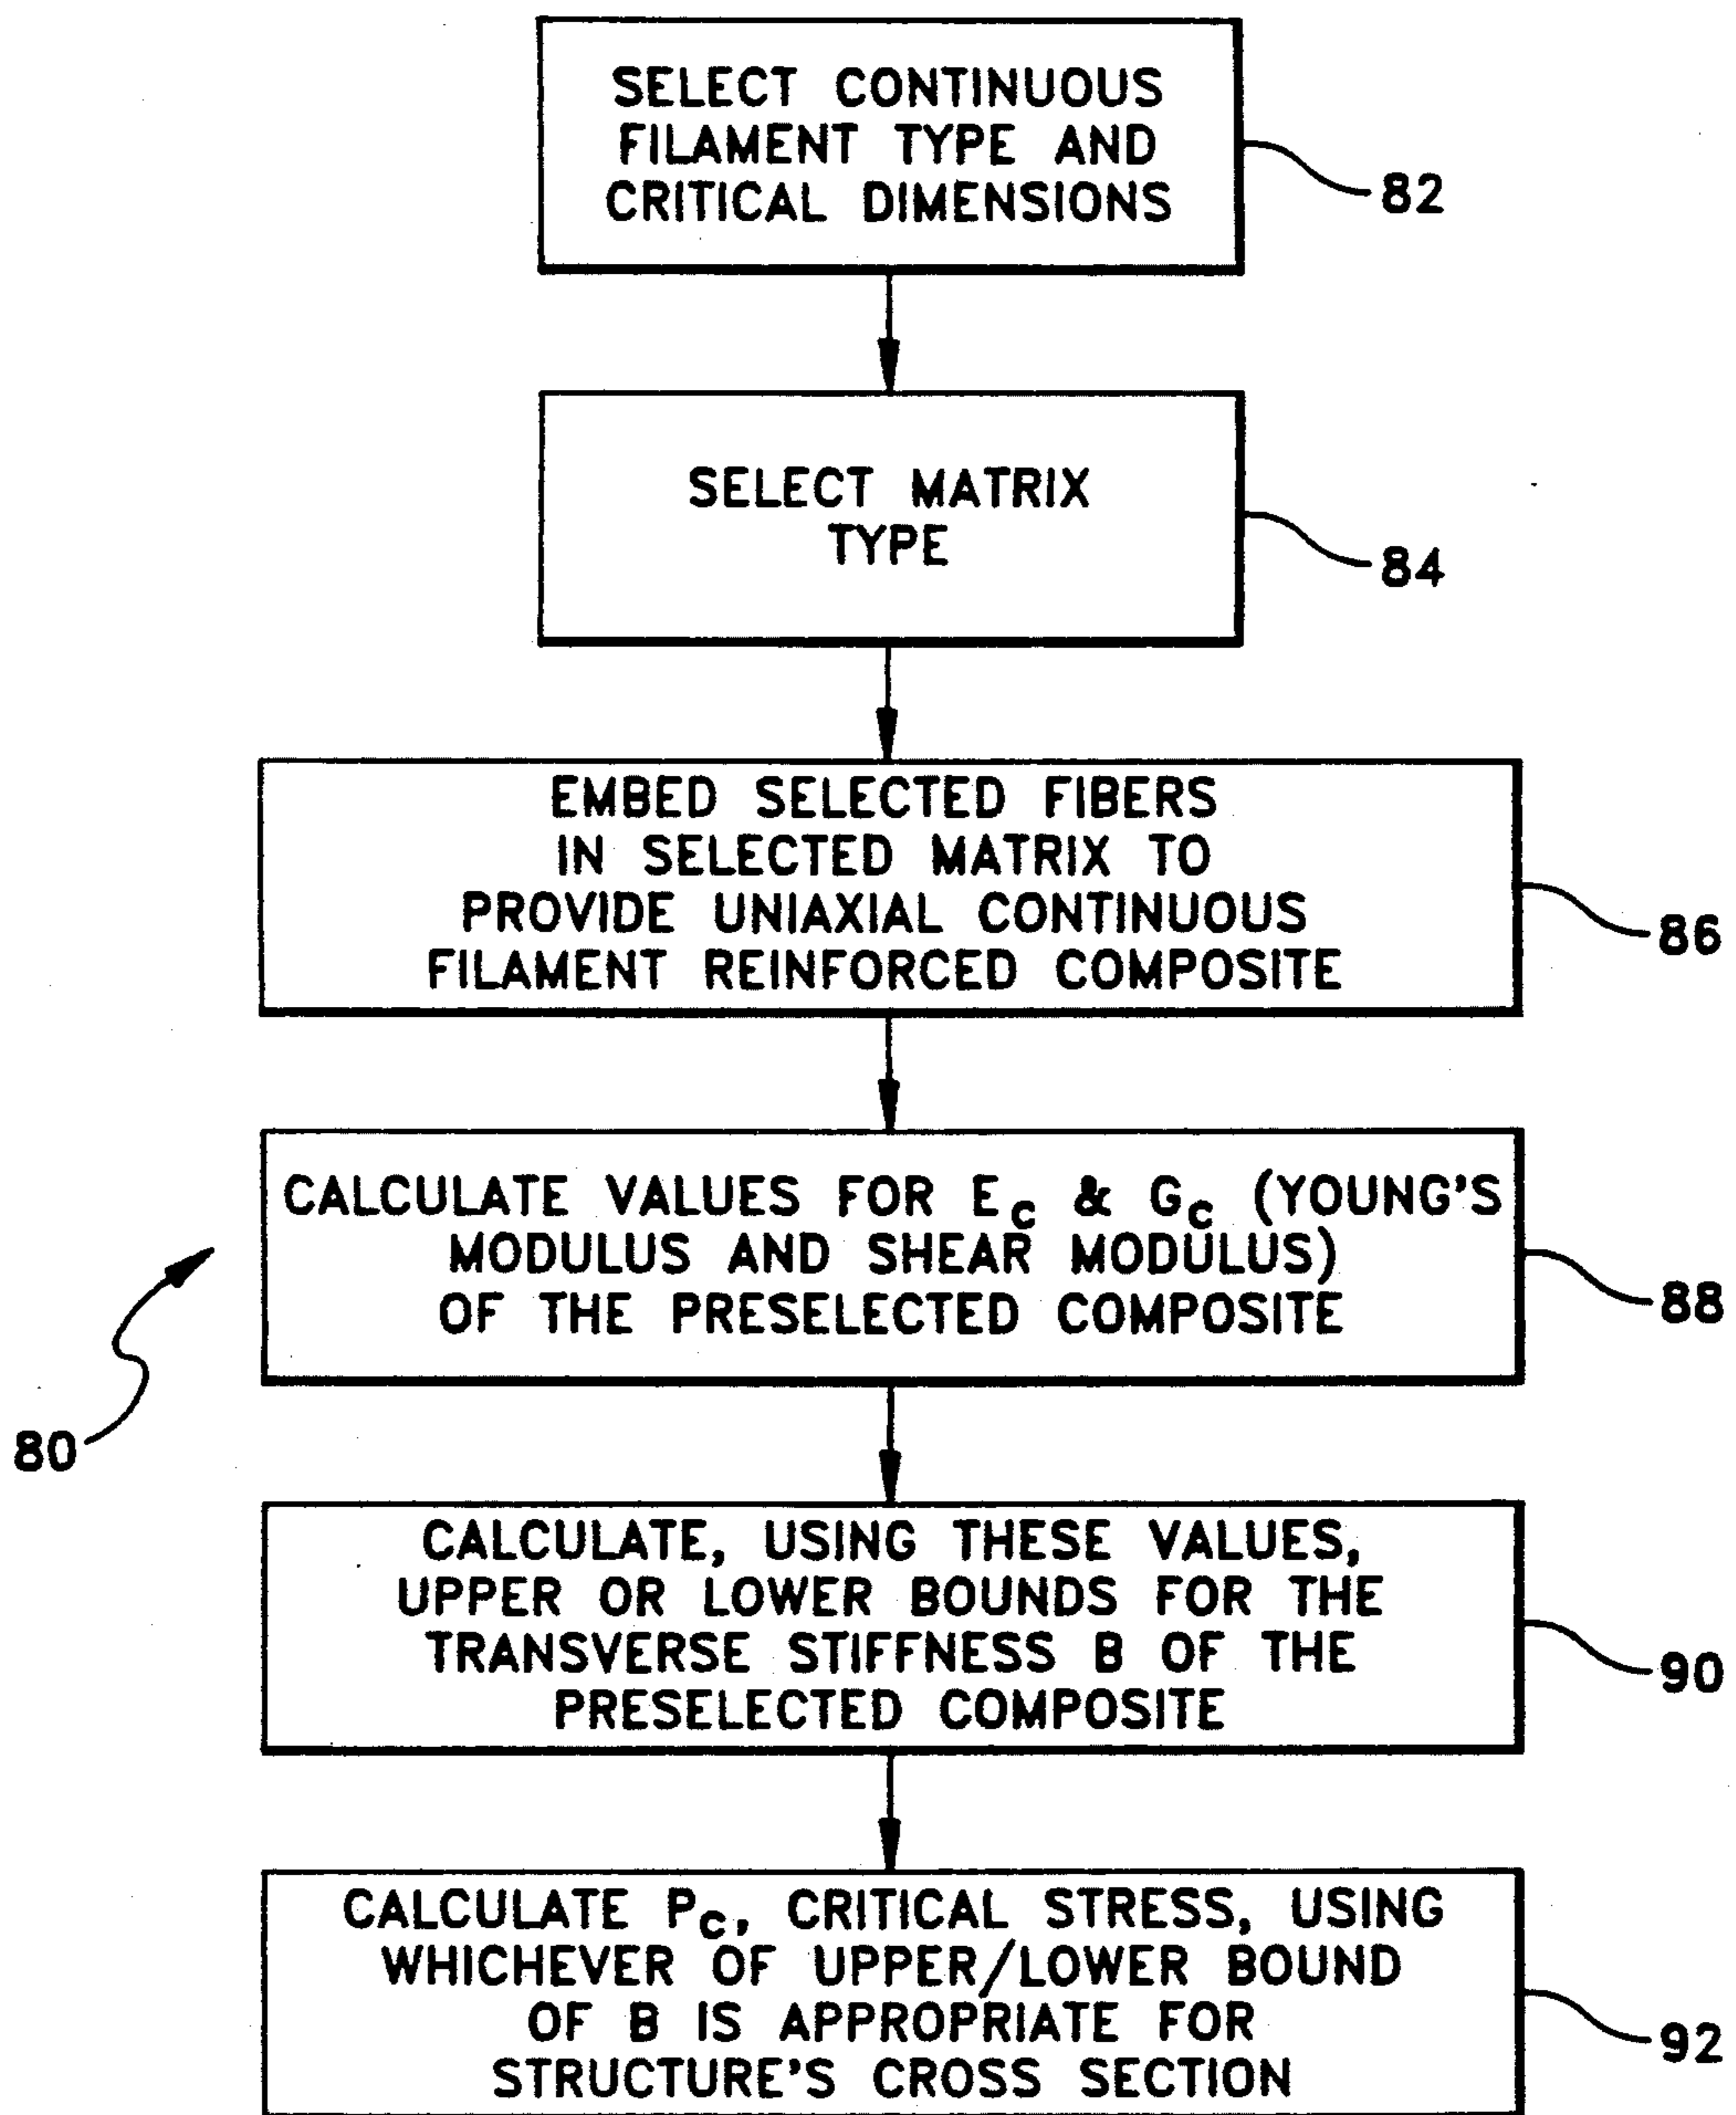 SELECT CONTINUOUS
FILAMENT TYPE AND
CRITICAL DIMENSIONS
82
SELECT MATRIX
TYPE
84
EMBED SELECTED FIBERS
IN SELECTED MATRIX TO
PROVIDE UNIAXIAL CONTINUOUS
FILAMENT REINFORCED COMPOSITE
86
CALCULATE VALUES FOR Ec & Gc (YOUNG'S
MODULUS AND SHEAR MODULUS)
OF THE PRESELECTED COMPOSITE
88
80
CALCULATE, USING THESE VALUES,
UPPER OR LOWER BOUNDS FOR THE
TRANSVERSE STIFFNESS B OF THE
PRESELECTED COMPOSITE
90
CALCULATE Pc, CRITICAL STRESS, USING
WHICHEVER OF UPPER/LOWER BOUND
OF B IS APPROPRIATE FOR
STRUCTURE'S CROSS SECTION
92